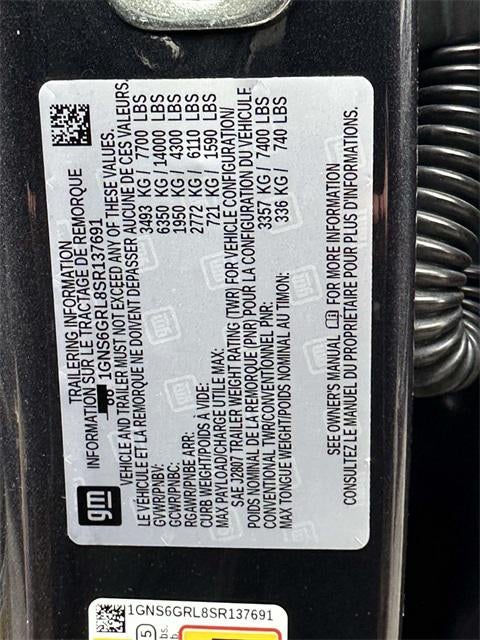 TRAILERING INFORMATION
INFORMATION SUR LE TRACTAGE DE REMORQUE
1GNS6GRL8SR137691
gm
VEHICLE AND TRAILER MUST NOT EXCEED ANY OF THESE VALUES.
LE VÉHICULE ET LA REMORQUE NE DOIVENT DÉPASSER AUCUNE DE CES VALEURS.
GVWR/PNBV: 3493 KG / 7700 LBS
GCWR/PNBC: 6350 KG / 14000 LBS
RGAWR/PNBE ARR: 1950 KG / 4300 LBS
CURB WEIGHT/POIDS À VIDE: 2772 KG / 6110 LBS
MAX PAYLOAD/CHARGE UTILE MAX: 721 KG / 1590 LBS
SAE J2807 TRAILER WEIGHT RATING (TWR) FOR VEHICLE CONFIGURATION/
POIDS NOMINAL DE LA REMORQUE (PNR) POUR LA CONFIGURATION DU VÉHICULE
CONVENTIONAL TWR/CONVENTIONNEL PNR: 3357 KG / 7400 LBS
MAX TONGUE WEIGHT/POIDS NOMINAL AU TIMON: 336 KG / 740 LBS
SEE OWNER'S MANUAL FOR MORE INFORMATION
CONSULTEZ LE MANUEL DU PROPRIÉTAIRE POUR PLUS D'INFORMATIONS.
1GNS6GRL8SR137691
5
bs.